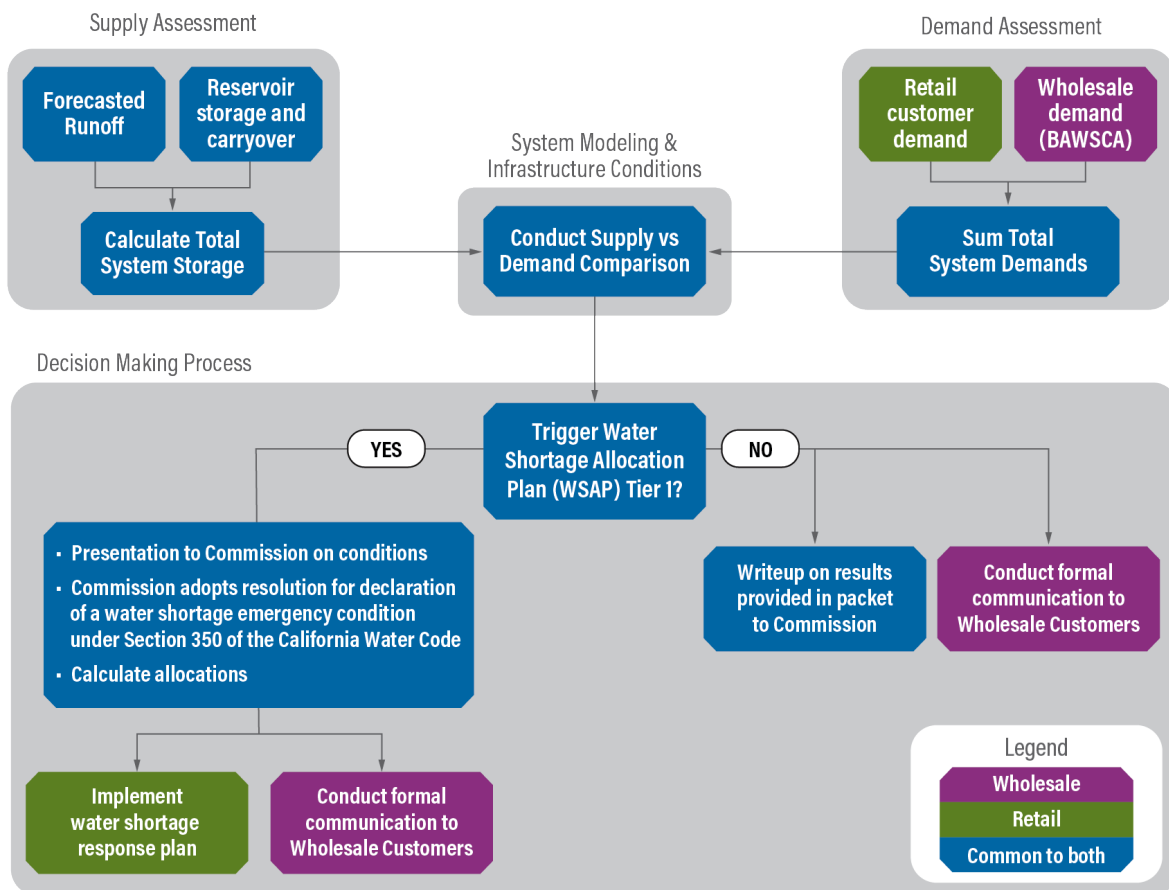 Supply Assessment
Forecasted
Runoff
Reservoir
storage and
carryover
Calculate Total
System Storage
System Modeling &
Infrastructure Conditions
Conduct Supply vs
Demand Comparison
Demand Assessment
Retail
customer
demand
Wholesale
demand
(BAWSCA)
Sum Total
System Demands
Decision Making Process
Trigger Water
Shortage Allocation
Plan (WSAP) Tier 1?
YES
NO
▪ Presentation to Commission on conditions
▪ Commission adopts resolution for declaration
of a water shortage emergency condition
under Section 350 of the California Water Code
▪ Calculate allocations
Writeup on results
provided in packet
to Commission
Conduct formal
communication to
Wholesale Customers
Implement
water shortage
response plan
Conduct formal
communication to
Wholesale Customers
Legend
Wholesale
Retail
Common to both